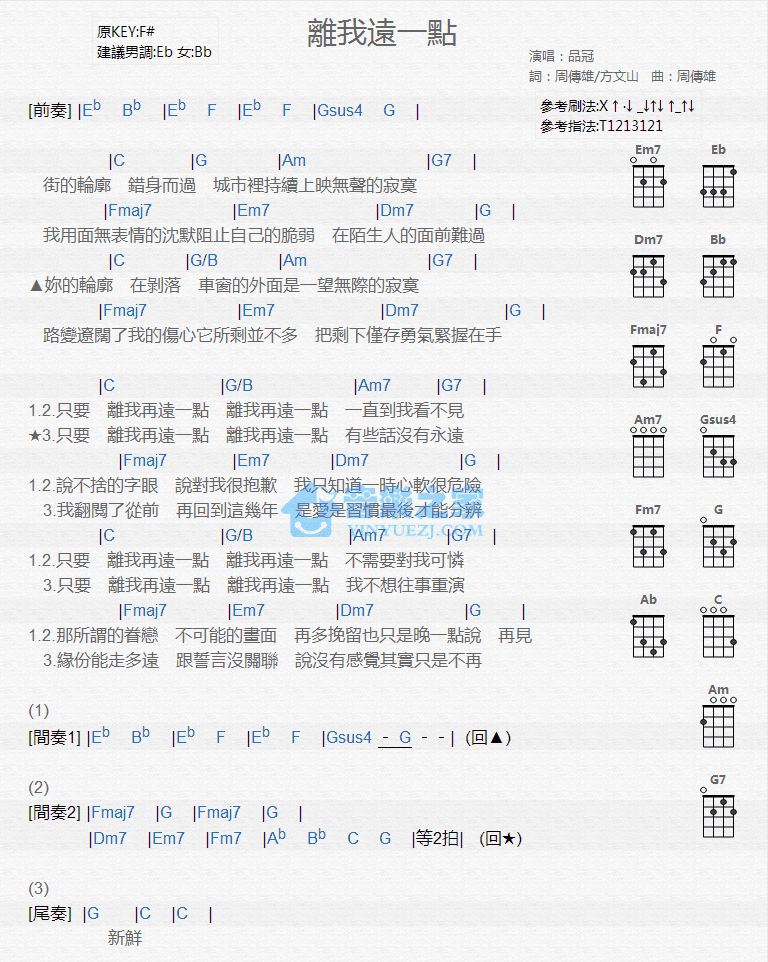 離我遠一點
原KEY:F#
建議男調:Eb 女:Bb
演唱：品冠
詞：周傳雄/方文山　曲：周傳雄
參考刷法:X↑·↓_↓↑↓↑_↑↓
參考指法:T1213121
[前奏] |Eb Bb |Eb F |Eb F |Gsus4 G |
|C |G |Am |G7 |
街的輪廓　錯身而過　城市裡持續上映無聲的寂寞
|Fmaj7 |Em7 |Dm7 |G |
我用面無表情的沈默阻止自己的脆弱　在陌生人的面前難過
|C |G/B |Am |G7 |
▲妳的輪廓　在剝落　車窗的外面是一望無際的寂寞
|Fmaj7 |Em7 |Dm7 |G |
路變遼闊了我的傷心它所剩並不多　把剩下僅存勇氣緊握在手
|C |G/B |Am7 |G7 |
1.2.只要　離我再遠一點　離我再遠一點　一直到我看不見
★3.只要　離我再遠一點　離我再遠一點　有些話沒有永遠
|Fmaj7 |Em7 |Dm7 |G |
1.2.說不捨的字眼　說對我很抱歉　我只知道一時心軟很危險
3.我翻閱了從前　再回到這幾年　是愛是習慣最後才能分辨
|C |G/B |Am7 |G7 |
1.2.只要　離我再遠一點　離我再遠一點　不需要對我可憐
3.只要　離我再遠一點　離我再遠一點　我不想往事重演
|Fmaj7 |Em7 |Dm7 |G |
1.2.那所謂的眷戀　不可能的畫面　再多挽留也只是晚一點說　再見
3.緣份能走多遠　跟誓言沒關聯　說沒有感覺其實只是不再
(1)
[間奏1] |Eb Bb |Eb F |Eb F |Gsus4 - G - - | (回▲)
(2)
[間奏2] |Fmaj7 |G |Fmaj7 |G |
|Dm7 |Em7 |Fm7 |Ab Bb C G |等2拍| (回★)
(3)
[尾奏] |G |C |C |
新鮮
Em7 Eb
Dm7 Bb
Fmaj7 F
Am7 Gsus4
Fm7 G
Ab C
Am
G7
音樂之家
YINYUEZJ.COM